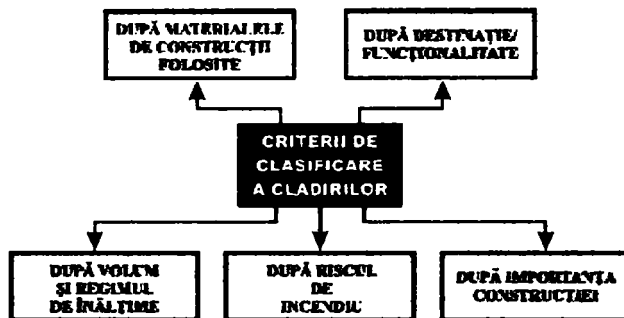 DUPĂ MATERIALELE
DE CONSTRUCȚII
FOLOSITE
DUPĂ DESTINAȚIE/
FUNCȚIONALITATE
CRITERII DE
CLASIFICARE
A CLADIRILOR
DUPĂ VOLUM
ȘI REGIMUL
DE ÎNĂLȚIME
DUPĂ RISCUL
DE
INCENDIU
DUPĂ IMPORTANȚA
CONSTRUCȚIEI